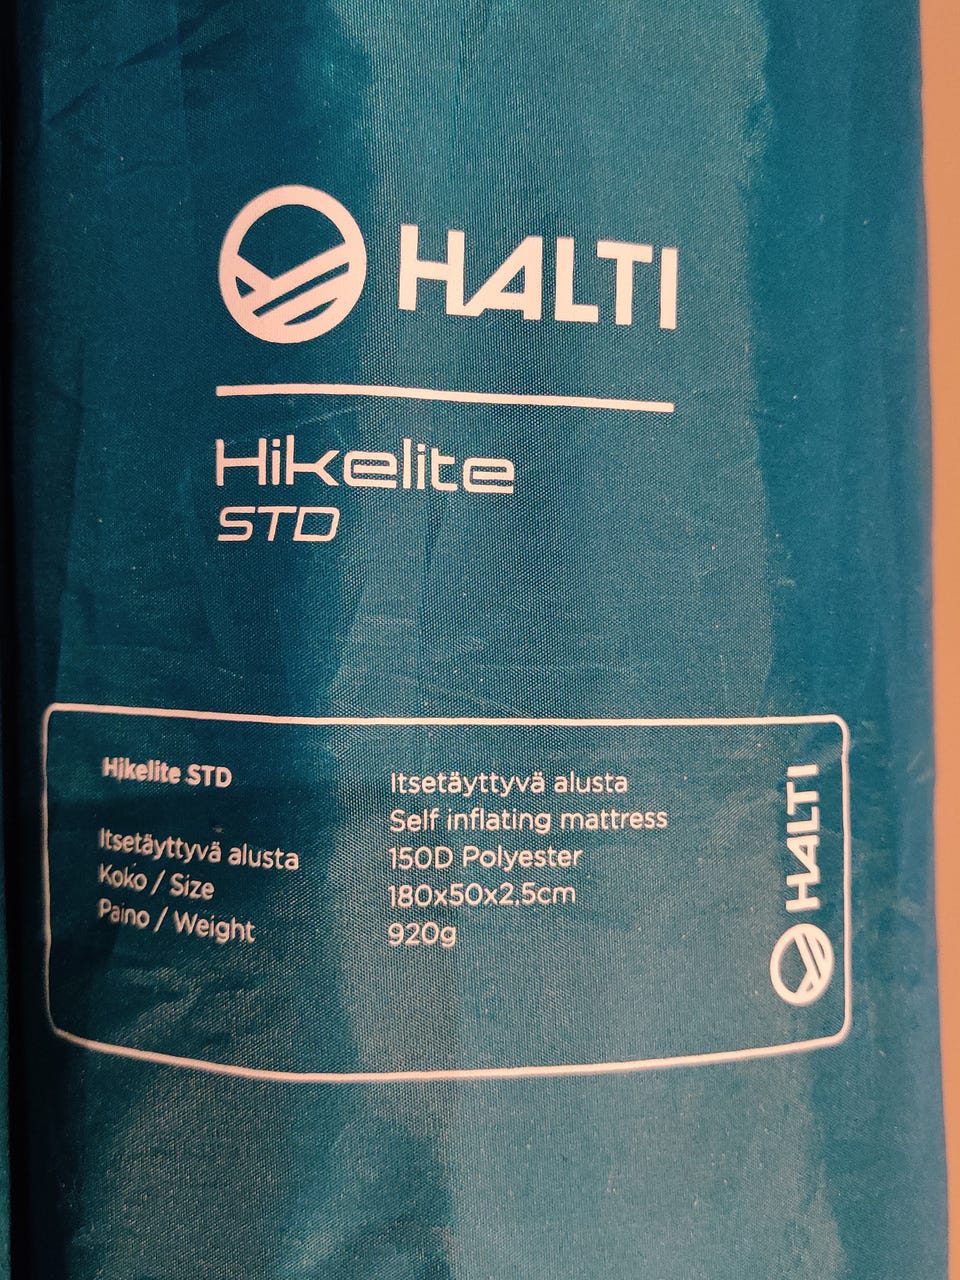 HALTI
Hikelite
STD
Hikelite STD
Itsetäyttyvä alusta
Koko / Size
Paino / Weight
Itsetäyttyvä alusta
Self inflating mattress
150D Polyester
180x50x2,5cm
920g
HALTI